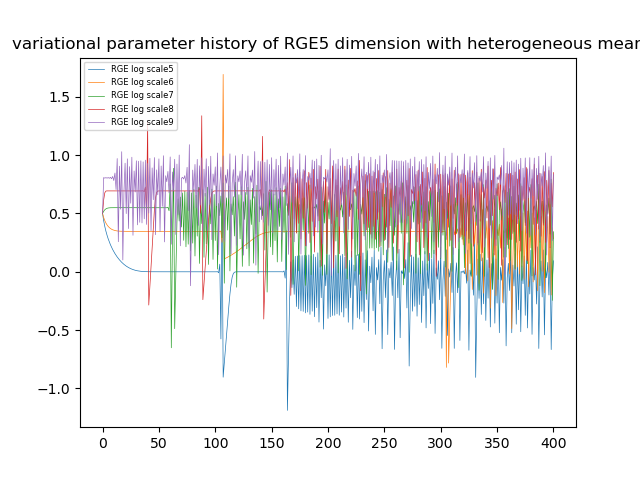 variational parameter history of RGE5 dimension with heterogeneous mean
RGE log scale5
RGE log scale6
RGE log scale7
RGE log scale8
RGE log scale9
1.5
1.0
0.5
0.0
−0.5
−1.0
0 50 100 150 200 250 300 350 400